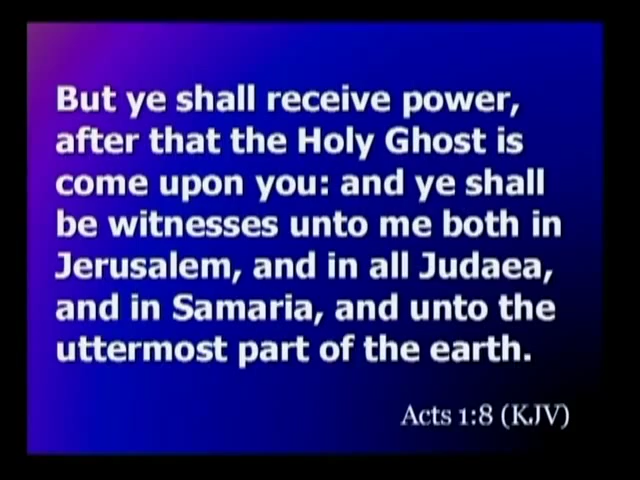 But ye shall receive power,
after that the Holy Ghost is
come upon you: and ye shall
be witnesses unto me both in
Jerusalem, and in all Judaea,
and in Samaria, and unto the
uttermost part of the earth.
Acts 1:8 (KJV)